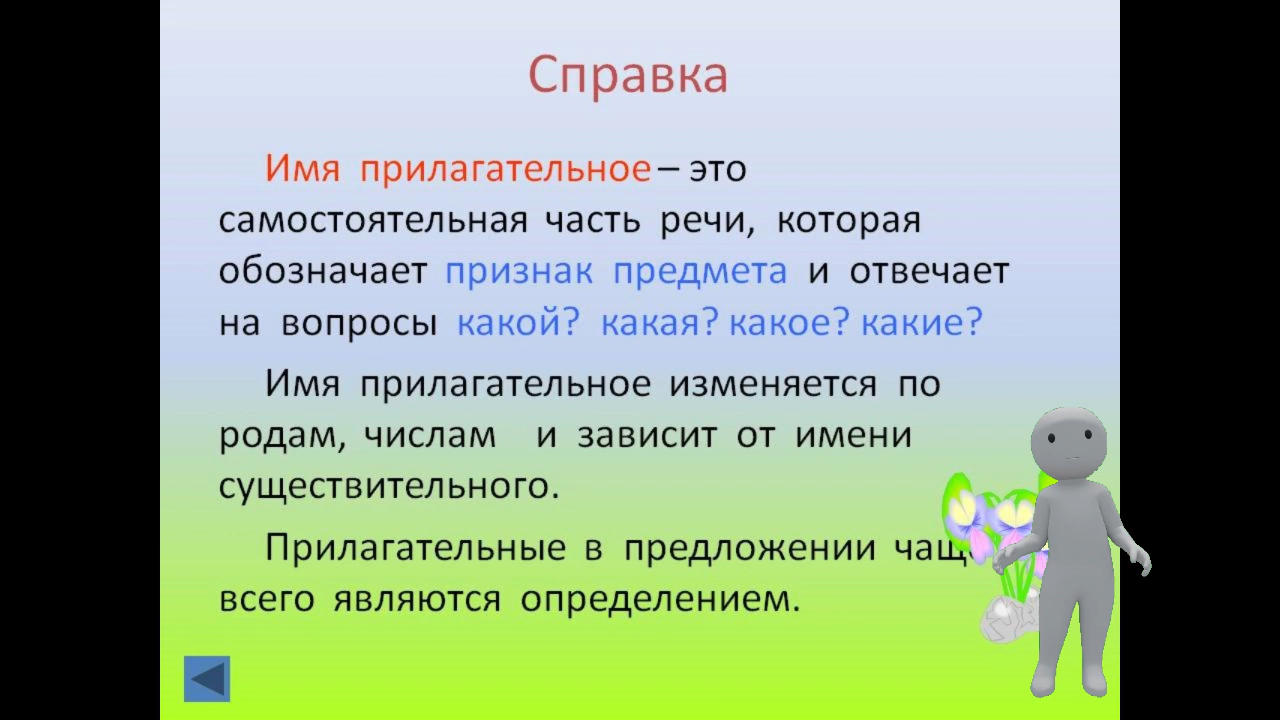 Справка
Имя прилагательное – это
самостоятельная часть речи, которая
обозначает признак предмета и отвечает
на вопросы какой? какая? какое? какие?
Имя прилагательное изменяется по
родам, числам и зависит от имени
существительного.
Прилагательные в предложении чаще
всего являются определением.